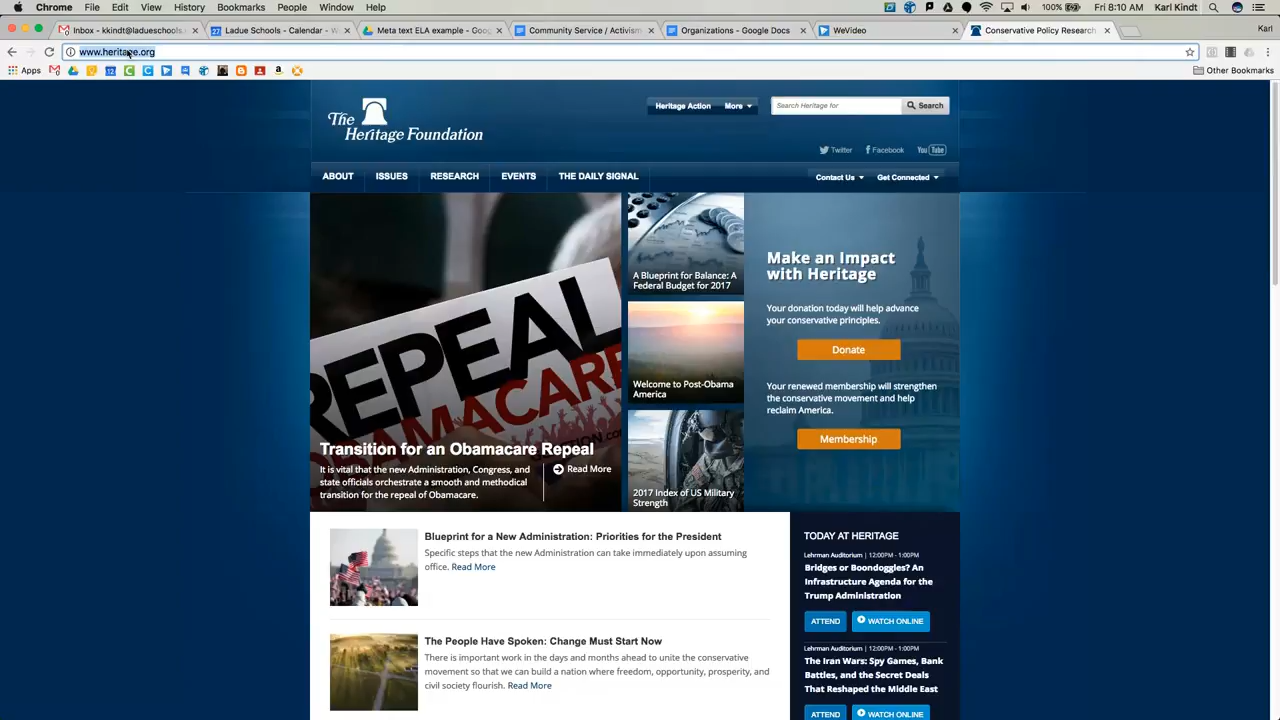 Chrome File Edit View History Bookmarks People Window Help
100% Fri 8:10 AM Karl Kindt
Inbox - kkindt@ladueschools.
Ladue Schools - Calendar - W
Meta text ELA example - Goo
Community Service / Activism
Organizations - Google Docs
WeVideo
Conservative Policy Research
Karl
www.heritage.org
Apps
Other Bookmarks
The
Heritage Foundation
Heritage Action More
Search Heritage for
Search
Twitter Facebook You Tube
ABOUT ISSUES RESEARCH EVENTS THE DAILY SIGNAL
Contact Us Get Connected
REPEAL
Transition for an Obamacare Repeal
It is vital that the new Administration, Congress, and
state officials orchestrate a smooth and methodical
transition for the repeal of Obamacare.
Read More
A Blueprint for Balance: A
Federal Budget for 2017
Welcome to Post-Obama
America
2017 Index of US Military
Strength
Make an Impact
with Heritage
Your donation today will help advance
your conservative principles.
Donate
Your renewed membership will strengthen
the conservative movement and help
reclaim America.
Membership
Blueprint for a New Administration: Priorities for the President
Specific steps that the new Administration can take immediately upon assuming
office. Read More
The People Have Spoken: Change Must Start Now
There is important work in the days and months ahead to unite the conservative
movement so that we can build a nation where freedom, opportunity, prosperity, and
civil society flourish. Read More
TODAY AT HERITAGE
Lehrman Auditorium | 12:00PM - 1:00PM
Bridges or Boondoggles? An
Infrastructure Agenda for the
Trump Administration
ATTEND WATCH ONLINE
Lehrman Auditorium | 12:00PM - 1:00PM
The Iran Wars: Spy Games, Bank
Battles, and the Secret Deals
That Reshaped the Middle East
ATTEND WATCH ONLINE